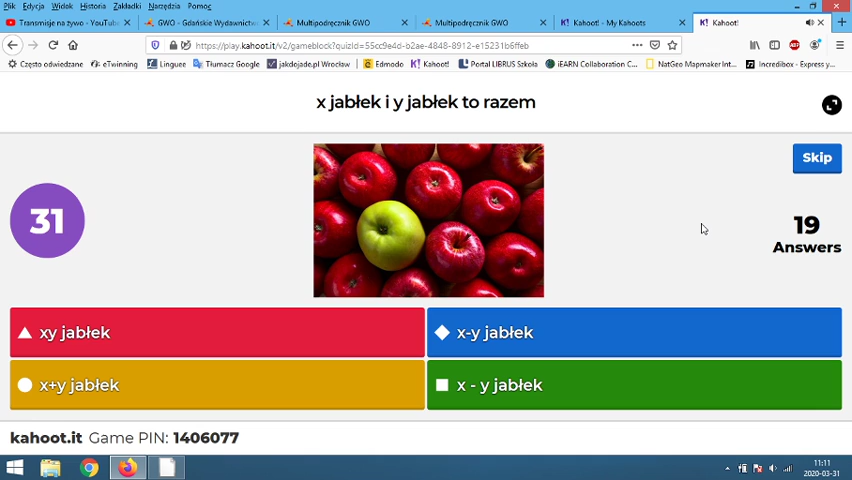 Plik Edycja Widok Historia Zakładki Narzędzia Pomoc
Transmisje na żywo - YouTube
GWO - Gdańskie Wydawnictwo
Multipodręcznik GWO
Multipodręcznik GWO
Kahoot! - My Kahoots
Kahoot!
https://play.kahoot.it/v2/gameblock?quizId=55cc9e4d-b2ae-4848-8912-e15231b6ffeb
Często odwiedzane eTwinning Linguee Tłumacz Google jakdojade.pl Wrocław Edmodo Kahoot! Portal LIBRUS Szkoła iEARN Collaboration C... NatGeo Mapmaker Int... Incredibox - Express y...
x jabłek i y jabłek to razem
Skip
31
19
Answers
xy jabłek
x-y jabłek
x+y jabłek
x - y jabłek
kahoot.it Game PIN: 1406077
11:11
2020-03-31